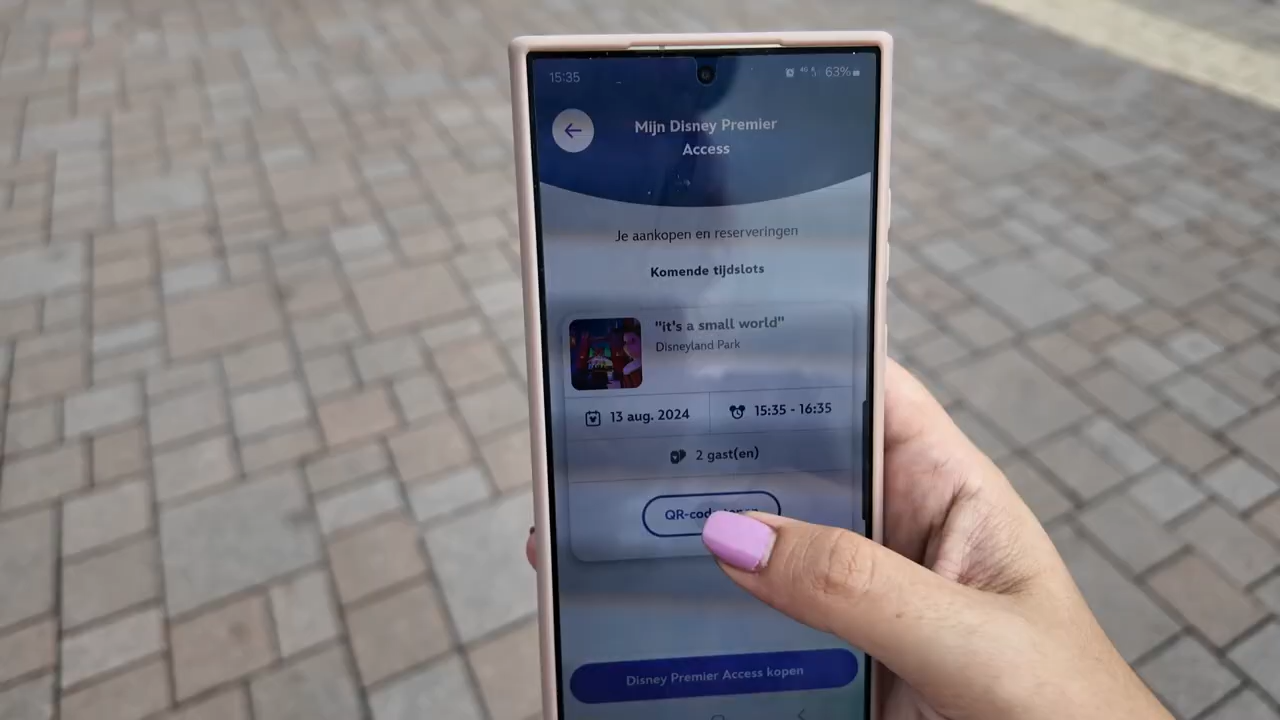 15:35
4G
63%
Mijn Disney Premier
Access
Je aankopen en reserveringen
Komende tijdslots
"it's a small world"
Disneyland Park
13 aug. 2024
15:35 - 16:35
2 gast(en)
Disney Premier Access kopen